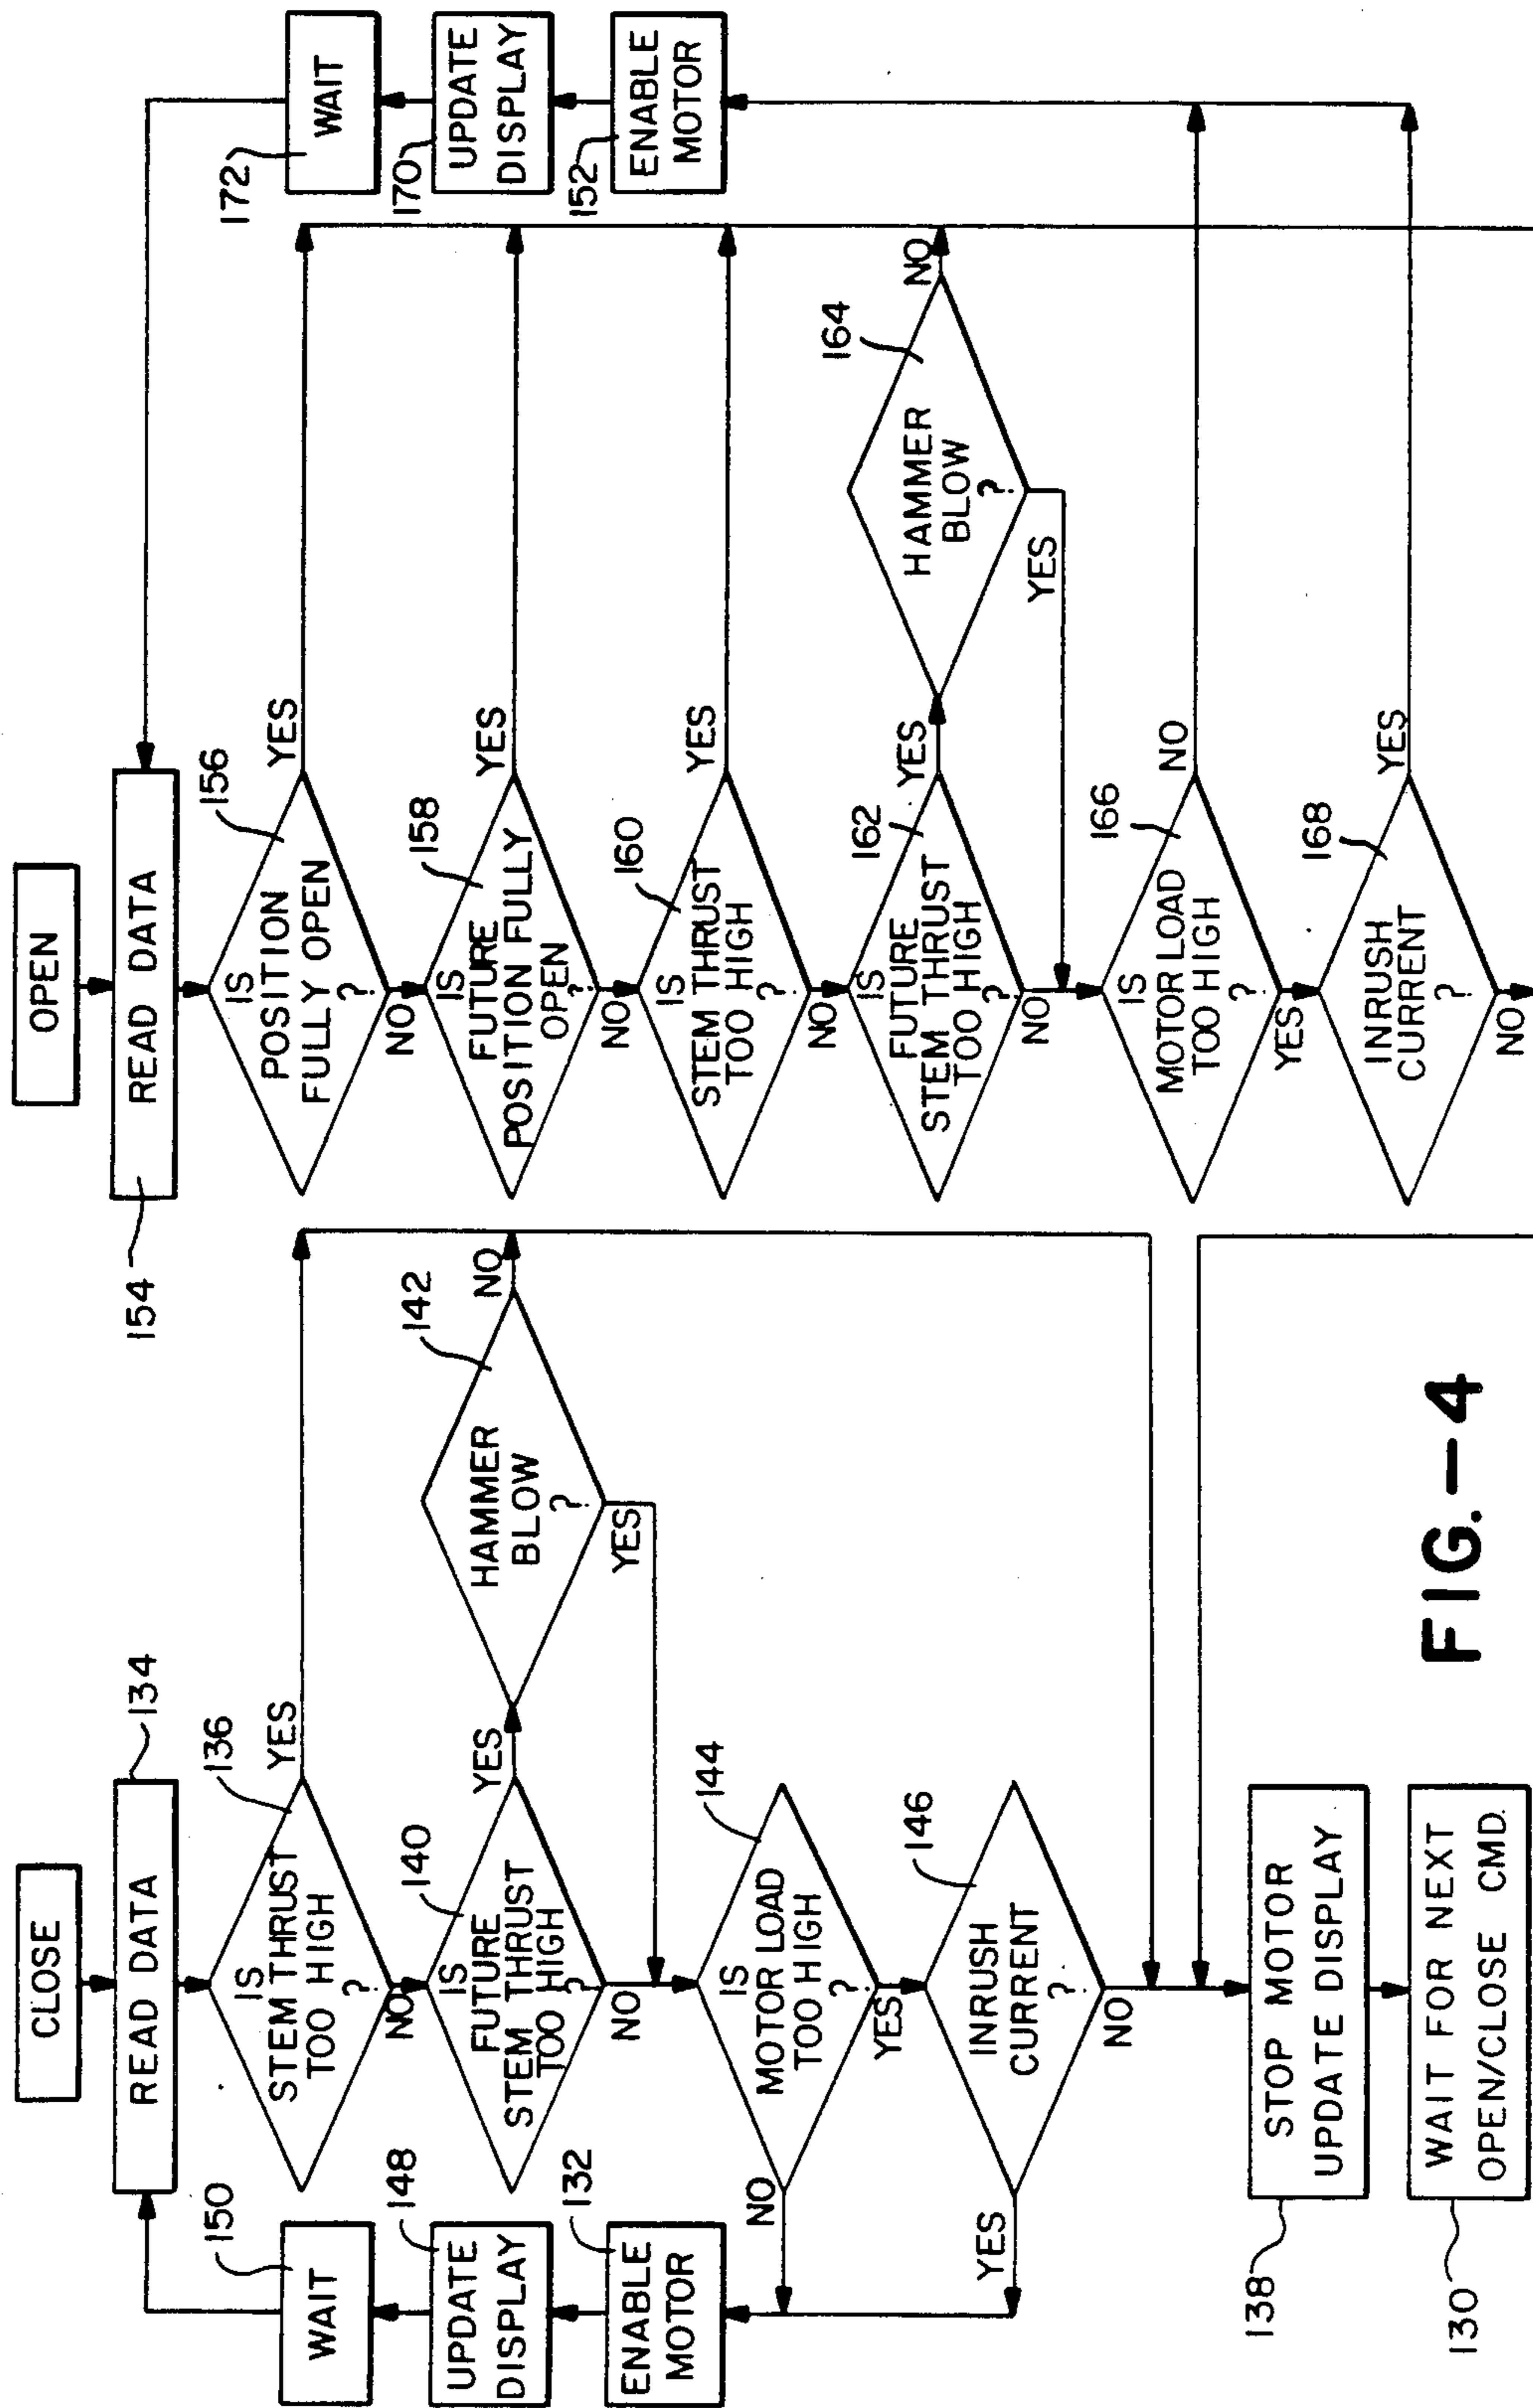 CLOSE
READ DATA
134
IS
STEM THRUST
TOO HIGH
?
136
YES
NO
IS
FUTURE
STEM THRUST
TOO HIGH
?
140
YES
NO
HAMMER
BLOW
?
142
NO
YES
IS
MOTOR LOAD
TOO HIGH
?
144
NO
YES
INRUSH
CURRENT
?
146
YES
NO
WAIT
150
UPDATE
DISPLAY
148
ENABLE
MOTOR
132
STOP MOTOR
UPDATE DISPLAY
138
WAIT FOR NEXT
OPEN/CLOSE CMD.
130
OPEN
READ DATA
154
IS
POSITION
FULLY OPEN
?
156
YES
NO
IS
FUTURE
POSITION FULLY
OPEN
?
158
YES
NO
IS
STEM THRUST
TOO HIGH
?
160
YES
NO
IS
FUTURE
STEM THRUST
TOO HIGH
?
162
YES
NO
HAMMER
BLOW
?
164
NO
YES
IS
MOTOR LOAD
TOO HIGH
?
166
NO
YES
INRUSH
CURRENT
?
168
YES
NO
WAIT
172
UPDATE
DISPLAY
170
ENABLE
MOTOR
152
FIG.-4